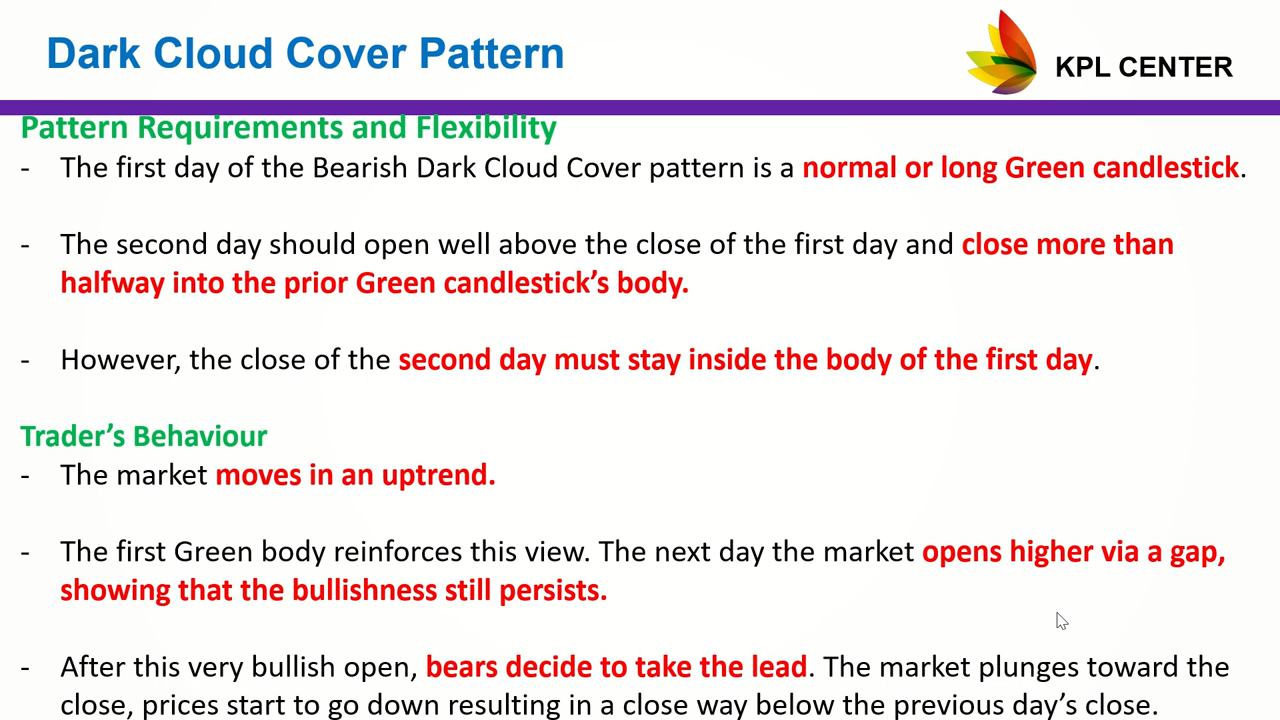 Dark Cloud Cover Pattern
KPL CENTER
Pattern Requirements and Flexibility
- The first day of the Bearish Dark Cloud Cover pattern is a normal or long Green candlestick.
- The second day should open well above the close of the first day and close more than
halfway into the prior Green candlestick’s body.
- However, the close of the second day must stay inside the body of the first day.
Trader’s Behaviour
- The market moves in an uptrend.
- The first Green body reinforces this view. The next day the market opens higher via a gap,
showing that the bullishness still persists.
- After this very bullish open, bears decide to take the lead. The market plunges toward the
close, prices start to go down resulting in a close way below the previous day’s close.